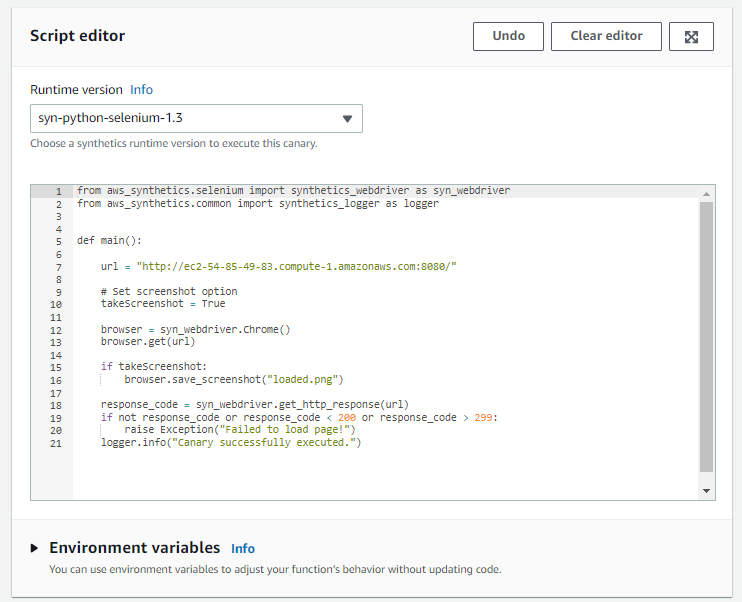 Script editor
Undo
Clear editor
Runtime version Info
syn-python-selenium-1.3
Choose a synthetics runtime version to execute this canary.
1 from aws_synthetics.selenium import synthetics_webdriver as syn_webdriver
2 from aws_synthetics.common import synthetics_logger as logger
3
4
5 def main():
6
7     url = "http://ec2-54-85-49-83.compute-1.amazonaws.com:8080/"
8
9     # Set screenshot option
10     takeScreenshot = True
11
12     browser = syn_webdriver.Chrome()
13     browser.get(url)
14
15     if takeScreenshot:
16         browser.save_screenshot("loaded.png")
17
18     response_code = syn_webdriver.get_http_response(url)
19     if not response_code or response_code < 200 or response_code > 299:
20         raise Exception("Failed to load page!")
21     logger.info("Canary successfully executed.")
Environment variables Info
You can use environment variables to adjust your function's behavior without updating code.